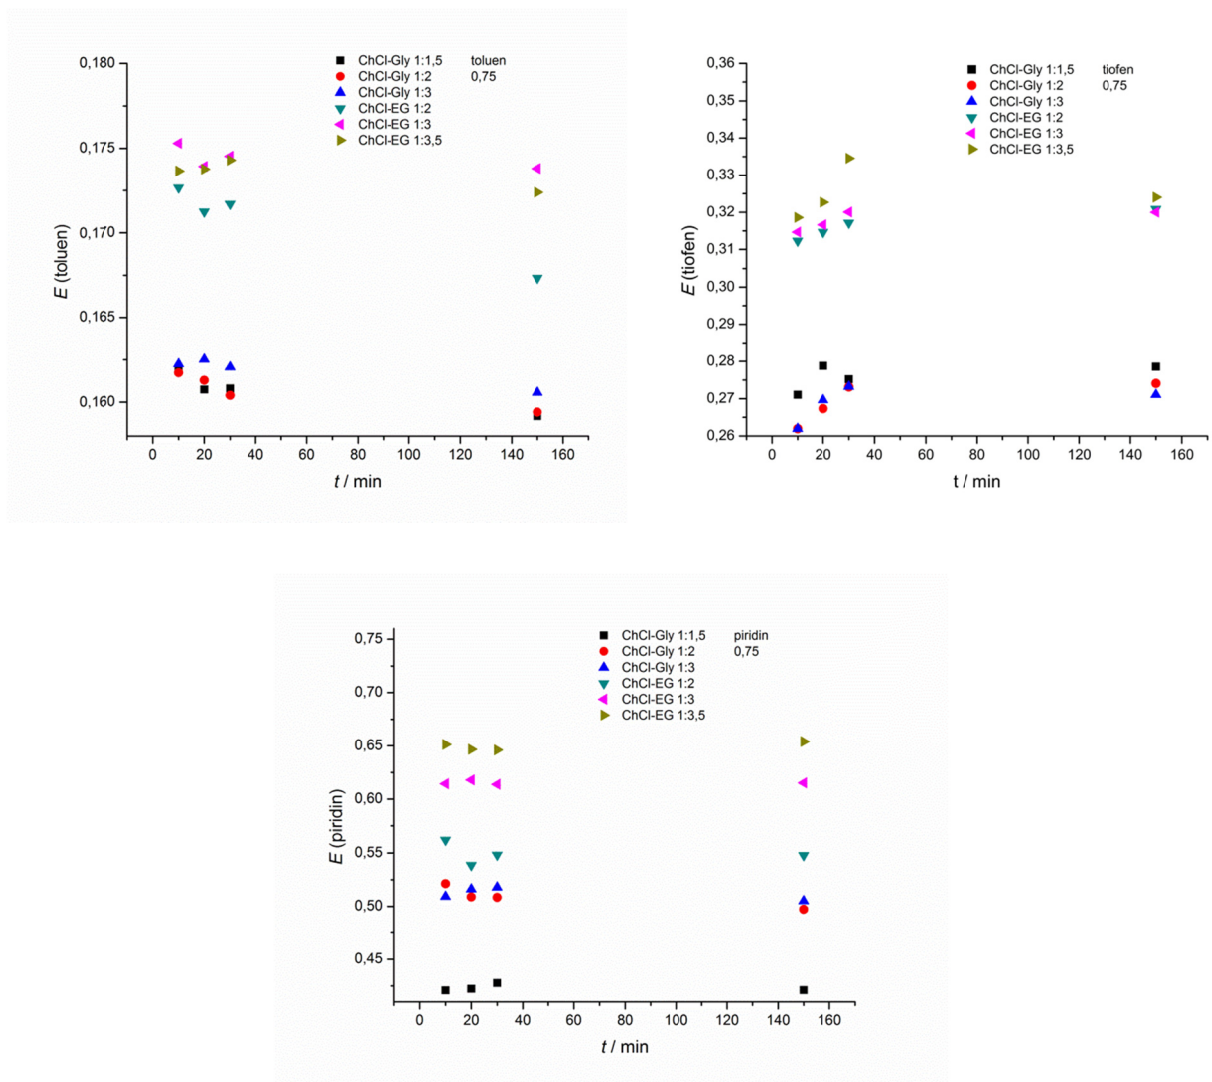 ChCl-Gly 1:1,5 toluen
ChCl-Gly 1:2 0,75
ChCl-Gly 1:3
ChCl-EG 1:2
ChCl-EG 1:3
ChCl-EG 1:3,5
0,180
0,175
0,170
0,165
0,160
E (toluen)
0 20 40 60 80 100 120 140 160
t / min
ChCl-Gly 1:1,5 tiofen
ChCl-Gly 1:2 0,75
ChCl-Gly 1:3
ChCl-EG 1:2
ChCl-EG 1:3
ChCl-EG 1:3,5
0,36
0,35
0,34
0,33
0,32
0,31
0,30
0,29
0,28
0,27
0,26
E (tiofen)
0 20 40 60 80 100 120 140 160
t / min
ChCl-Gly 1:1,5 piridin
ChCl-Gly 1:2 0,75
ChCl-Gly 1:3
ChCl-EG 1:2
ChCl-EG 1:3
ChCl-EG 1:3,5
0,75
0,70
0,65
0,60
0,55
0,50
0,45
E (piridin)
0 20 40 60 80 100 120 140 160
t / min